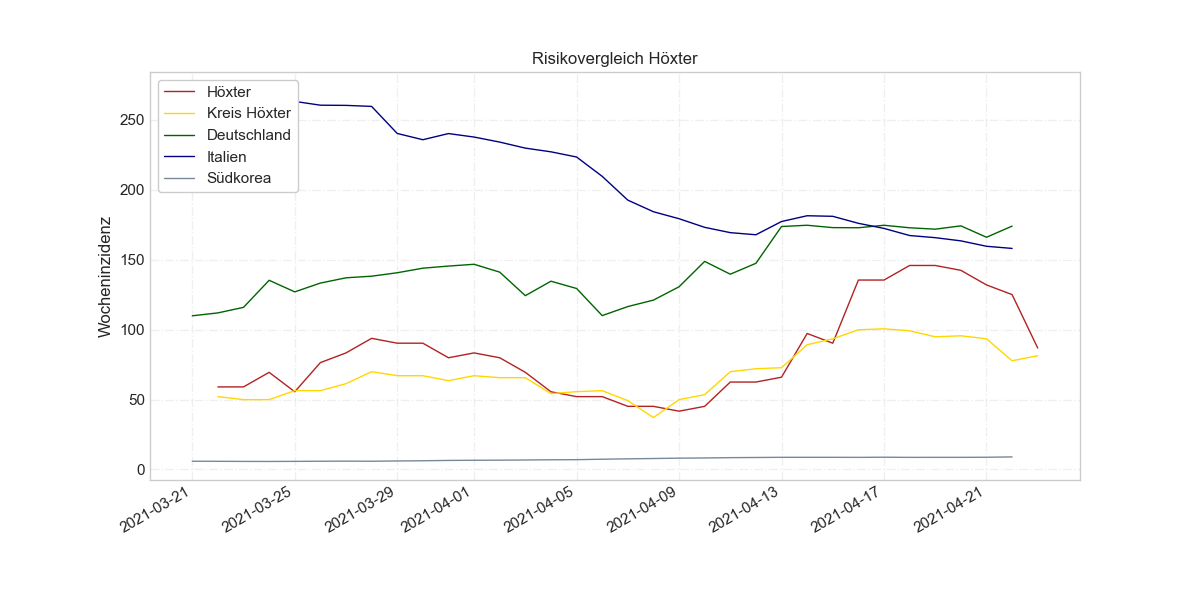 Risikovergleich Höxter
Höxter
Kreis Höxter
Deutschland
Italien
Südkorea
Wocheninzidenz
250
200
150
100
50
0
2021-03-21
2021-03-25
2021-03-29
2021-04-01
2021-04-05
2021-04-09
2021-04-13
2021-04-17
2021-04-21